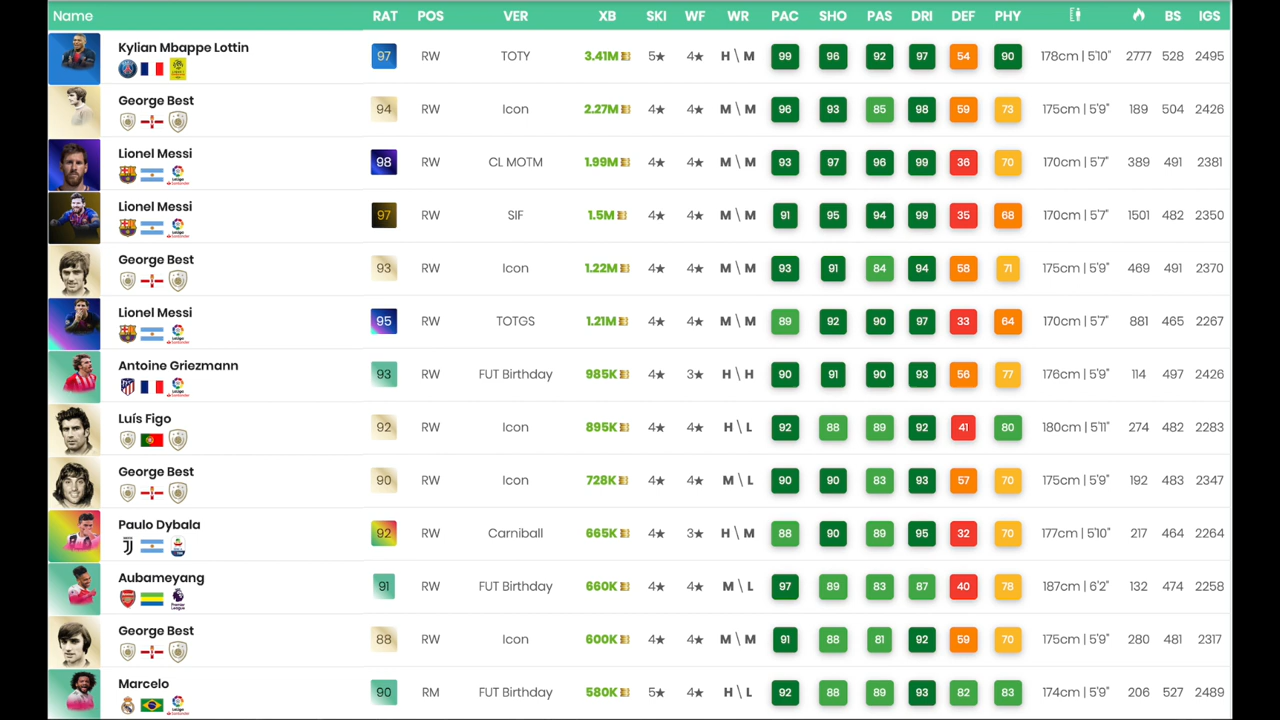 Name RAT POS VER XB SKI WF WR PAC SHO PAS DRI DEF PHY BS IGS
Kylian Mbappe Lottin 97 RW TOTY 3.41M 5★ 4★ H \ M 99 96 92 97 54 90 178cm | 5'10" 2777 528 2495
George Best 94 RW Icon 2.27M 4★ 4★ M \ M 96 93 85 98 59 73 175cm | 5'9" 189 504 2426
Lionel Messi 98 RW CL MOTM 1.99M 4★ 4★ M \ M 93 97 96 99 36 70 170cm | 5'7" 389 491 2381
Lionel Messi 97 RW SIF 1.5M 4★ 4★ M \ M 91 95 94 99 35 68 170cm | 5'7" 1501 482 2350
George Best 93 RW Icon 1.22M 4★ 4★ M \ M 93 91 84 94 58 71 175cm | 5'9" 469 491 2370
Lionel Messi 95 RW TOTGS 1.21M 4★ 4★ M \ M 89 92 90 97 33 64 170cm | 5'7" 881 465 2267
Antoine Griezmann 93 RW FUT Birthday 985K 4★ 3★ H \ H 90 91 90 93 56 77 176cm | 5'9" 114 497 2426
Luís Figo 92 RW Icon 895K 4★ 4★ H \ L 92 88 89 92 41 80 180cm | 5'11" 274 482 2283
George Best 90 RW Icon 728K 4★ 4★ M \ L 90 90 83 93 57 70 175cm | 5'9" 192 483 2347
Paulo Dybala 92 RW Carniball 665K 4★ 3★ H \ M 88 90 89 95 32 70 177cm | 5'10" 217 464 2264
Aubameyang 91 RW FUT Birthday 660K 4★ 4★ M \ L 97 89 83 87 40 78 187cm | 6'2" 132 474 2258
George Best 88 RW Icon 600K 4★ 4★ M \ M 91 88 81 92 59 70 175cm | 5'9" 280 481 2317
Marcelo 90 RM FUT Birthday 580K 5★ 4★ H \ L 92 88 89 93 82 83 174cm | 5'9" 206 527 2489